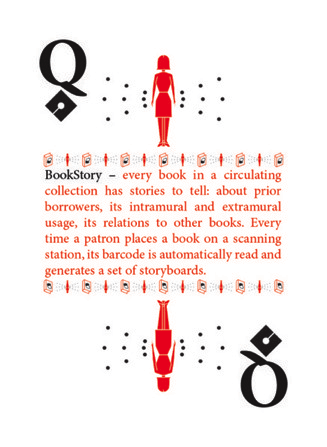 Q
BookStory – every book in a circulating
collection has stories to tell: about prior
borrowers, its intramural and extramural
usage, its relations to other books. Every
time a patron places a book on a scanning
station, its barcode is automatically read and
generates a set of storyboards.
Q